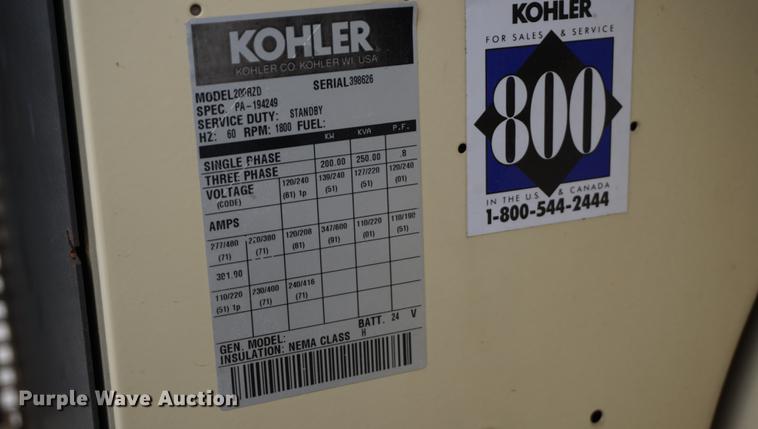 KOHLER
KOHLER CO. KOHLER WI. USA
MODEL 200RZD SERIAL 398626
SPEC. PA-194249
SERVICE DUTY: STANDBY
HZ: 60 RPM: 1800 FUEL:
KW KVA P.F.
SINGLE PHASE
THREE PHASE 200.00 250.00 .8
VOLTAGE 120/240 139/240 127/220 120/240
(CODE) (61) 1p (51) (51) (01)
AMPS
277/480 220/380 120/208 347/600 110/220 110/190
(71) (71) (81) (91) (01) (51)
301.00
110/220 230/400 240/416
(51) 1p (71) (71)
BATT. 24 V
GEN. MODEL:
INSULATION: NEMA CLASS H
KOHLER
FOR SALES & SERVICE
800
IN THE U.S. & CANADA
1-800-544-2444
Purple Wave Auction